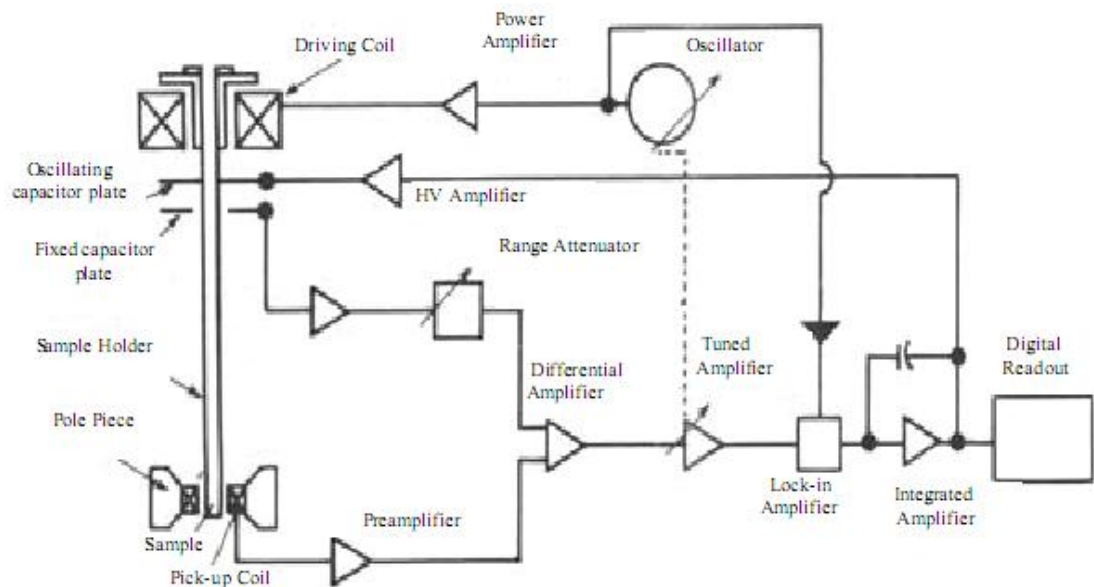 Power
Amplifier
Driving Coil
Oscillator
Oscillating
capacitor plate
HV Amplifier
Fixed capacitor
plate
Range Attenuator
Sample Holder
Differential
Amplifier
Tuned
Amplifier
Digital
Readout
Pole Piece
Lock-in
Amplifier
Integrated
Amplifier
Preamplifier
Sample
Pick-up Coil